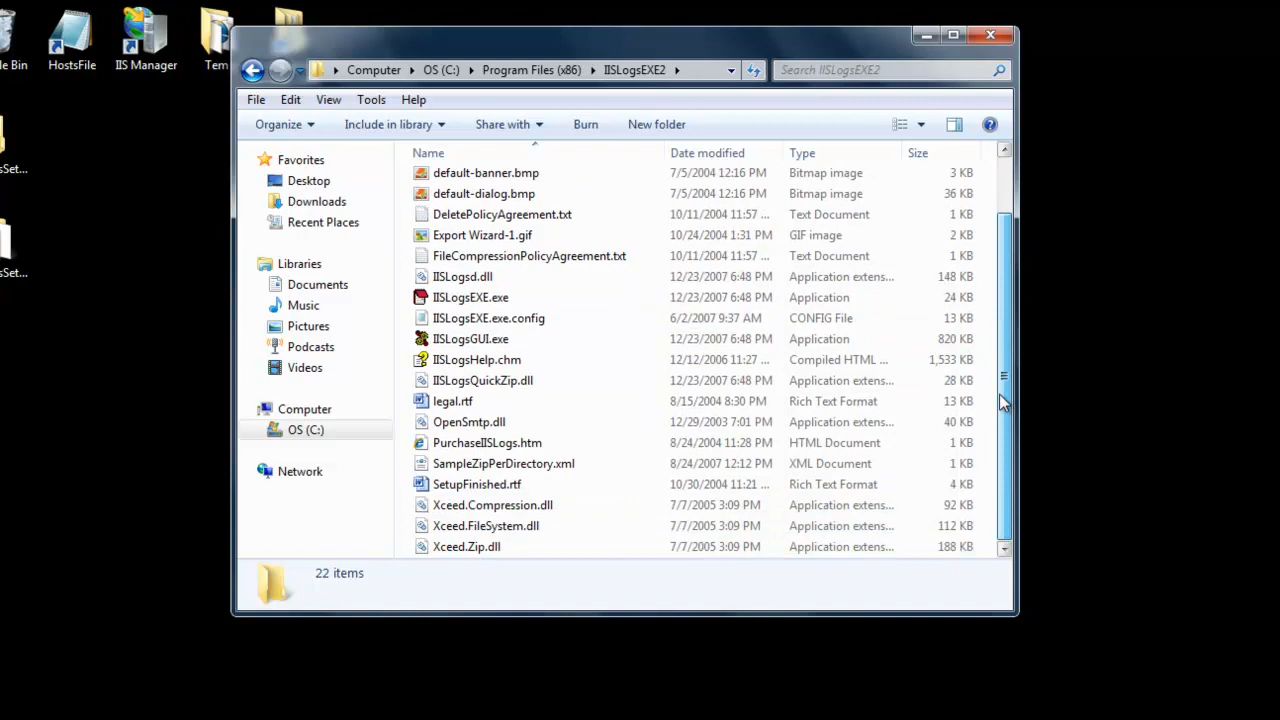 le Bin
HostsFile
IIS Manager
Tem
sSet...
sSet...
Computer OS (C:) Program Files (x86) IISLogsEXE2
Search IISLogsEXE2
File Edit View Tools Help
Organize Include in library Share with Burn New folder
Favorites
Desktop
Downloads
Recent Places
Libraries
Documents
Music
Pictures
Podcasts
Videos
Computer
OS (C:)
Network
Name Date modified Type Size
default-banner.bmp 7/5/2004 12:16 PM Bitmap image 3 KB
default-dialog.bmp 7/5/2004 12:16 PM Bitmap image 36 KB
DeletePolicyAgreement.txt 10/11/2004 11:57 ... Text Document 1 KB
Export Wizard-1.gif 10/24/2004 1:31 PM GIF image 2 KB
FileCompressionPolicyAgreement.txt 10/11/2004 11:57 ... Text Document 1 KB
IISLogsd.dll 12/23/2007 6:48 PM Application extens... 148 KB
IISLogsEXE.exe 12/23/2007 6:48 PM Application 24 KB
IISLogsEXE.exe.config 6/2/2007 9:37 AM CONFIG File 13 KB
IISLogsGUI.exe 12/23/2007 6:48 PM Application 820 KB
IISLogsHelp.chm 12/12/2006 11:27 ... Compiled HTML ... 1,533 KB
IISLogsQuickZip.dll 12/23/2007 6:48 PM Application extens... 28 KB
legal.rtf 8/15/2004 8:30 PM Rich Text Format 13 KB
OpenSmtp.dll 12/29/2003 7:01 PM Application extens... 40 KB
PurchaseIISLogs.htm 8/24/2004 11:28 PM HTML Document 1 KB
SampleZipPerDirectory.xml 8/24/2007 12:12 PM XML Document 1 KB
SetupFinished.rtf 10/30/2004 11:21 ... Rich Text Format 4 KB
Xceed.Compression.dll 7/7/2005 3:09 PM Application extens... 92 KB
Xceed.FileSystem.dll 7/7/2005 3:09 PM Application extens... 112 KB
Xceed.Zip.dll 7/7/2005 3:09 PM Application extens... 188 KB
22 items